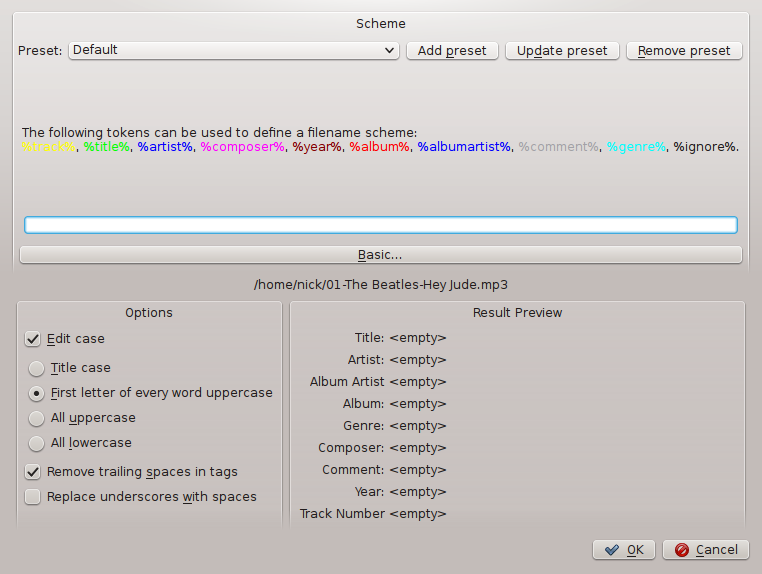 Scheme
Preset: Default Add preset Update preset Remove preset
The following tokens can be used to define a filename scheme:
%track%, %title%, %artist%, %composer%, %year%, %album%, %albumartist%, %comment%, %genre%, %ignore%.
Basic...
/home/nick/01-The Beatles-Hey Jude.mp3
Options
Edit case
Title case
First letter of every word uppercase
All uppercase
All lowercase
Remove trailing spaces in tags
Replace underscores with spaces
Result Preview
Title: <empty>
Artist: <empty>
Album Artist <empty>
Album: <empty>
Genre: <empty>
Composer: <empty>
Comment: <empty>
Year: <empty>
Track Number <empty>
OK Cancel